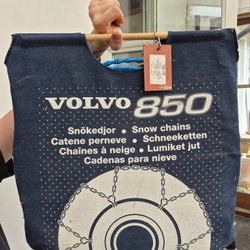 VOLVO 850
Snökedjor • Snow chains
Catene perneve • Schneeketten
Chaînes à neige • Lumiket jut
Cadenas para nieve